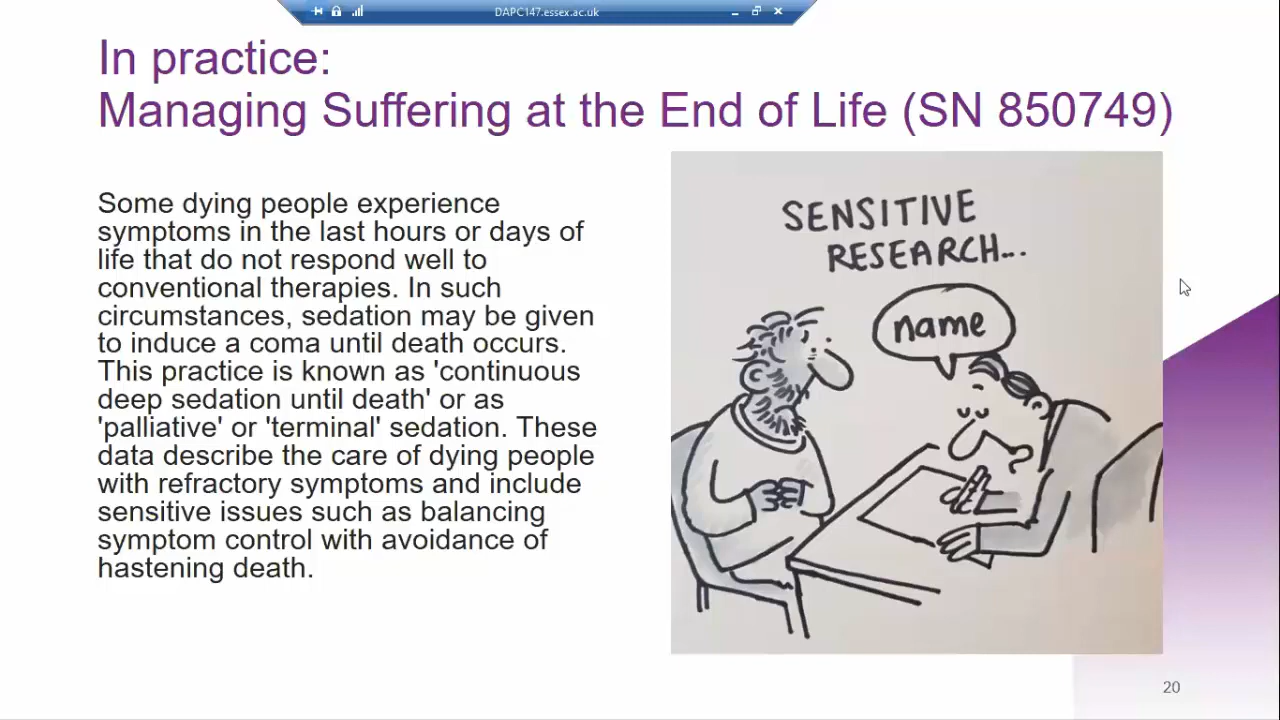 DAPC147.essex.ac.uk
In practice:
Managing Suffering at the End of Life (SN 850749)
Some dying people experience
symptoms in the last hours or days of
life that do not respond well to
conventional therapies. In such
circumstances, sedation may be given
to induce a coma until death occurs.
This practice is known as 'continuous
deep sedation until death' or as
'palliative' or 'terminal' sedation. These
data describe the care of dying people
with refractory symptoms and include
sensitive issues such as balancing
symptom control with avoidance of
hastening death.
SENSITIVE
RESEARCH...
name
20